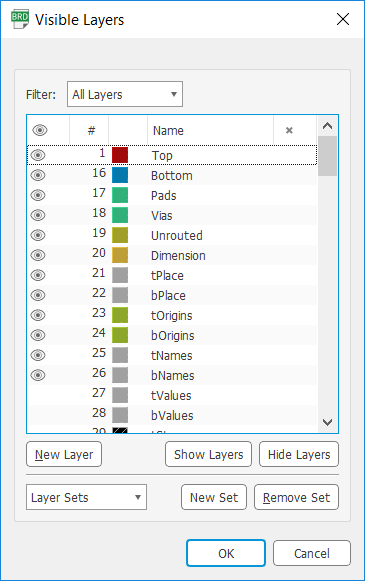 BRD Visible Layers
Filter: All Layers
# Name
1 Top
16 Bottom
17 Pads
18 Vias
19 Unrouted
20 Dimension
21 tPlace
22 bPlace
23 tOrigins
24 bOrigins
25 tNames
26 bNames
27 tValues
28 bValues
New Layer Show Layers Hide Layers
Layer Sets New Set Remove Set
OK Cancel